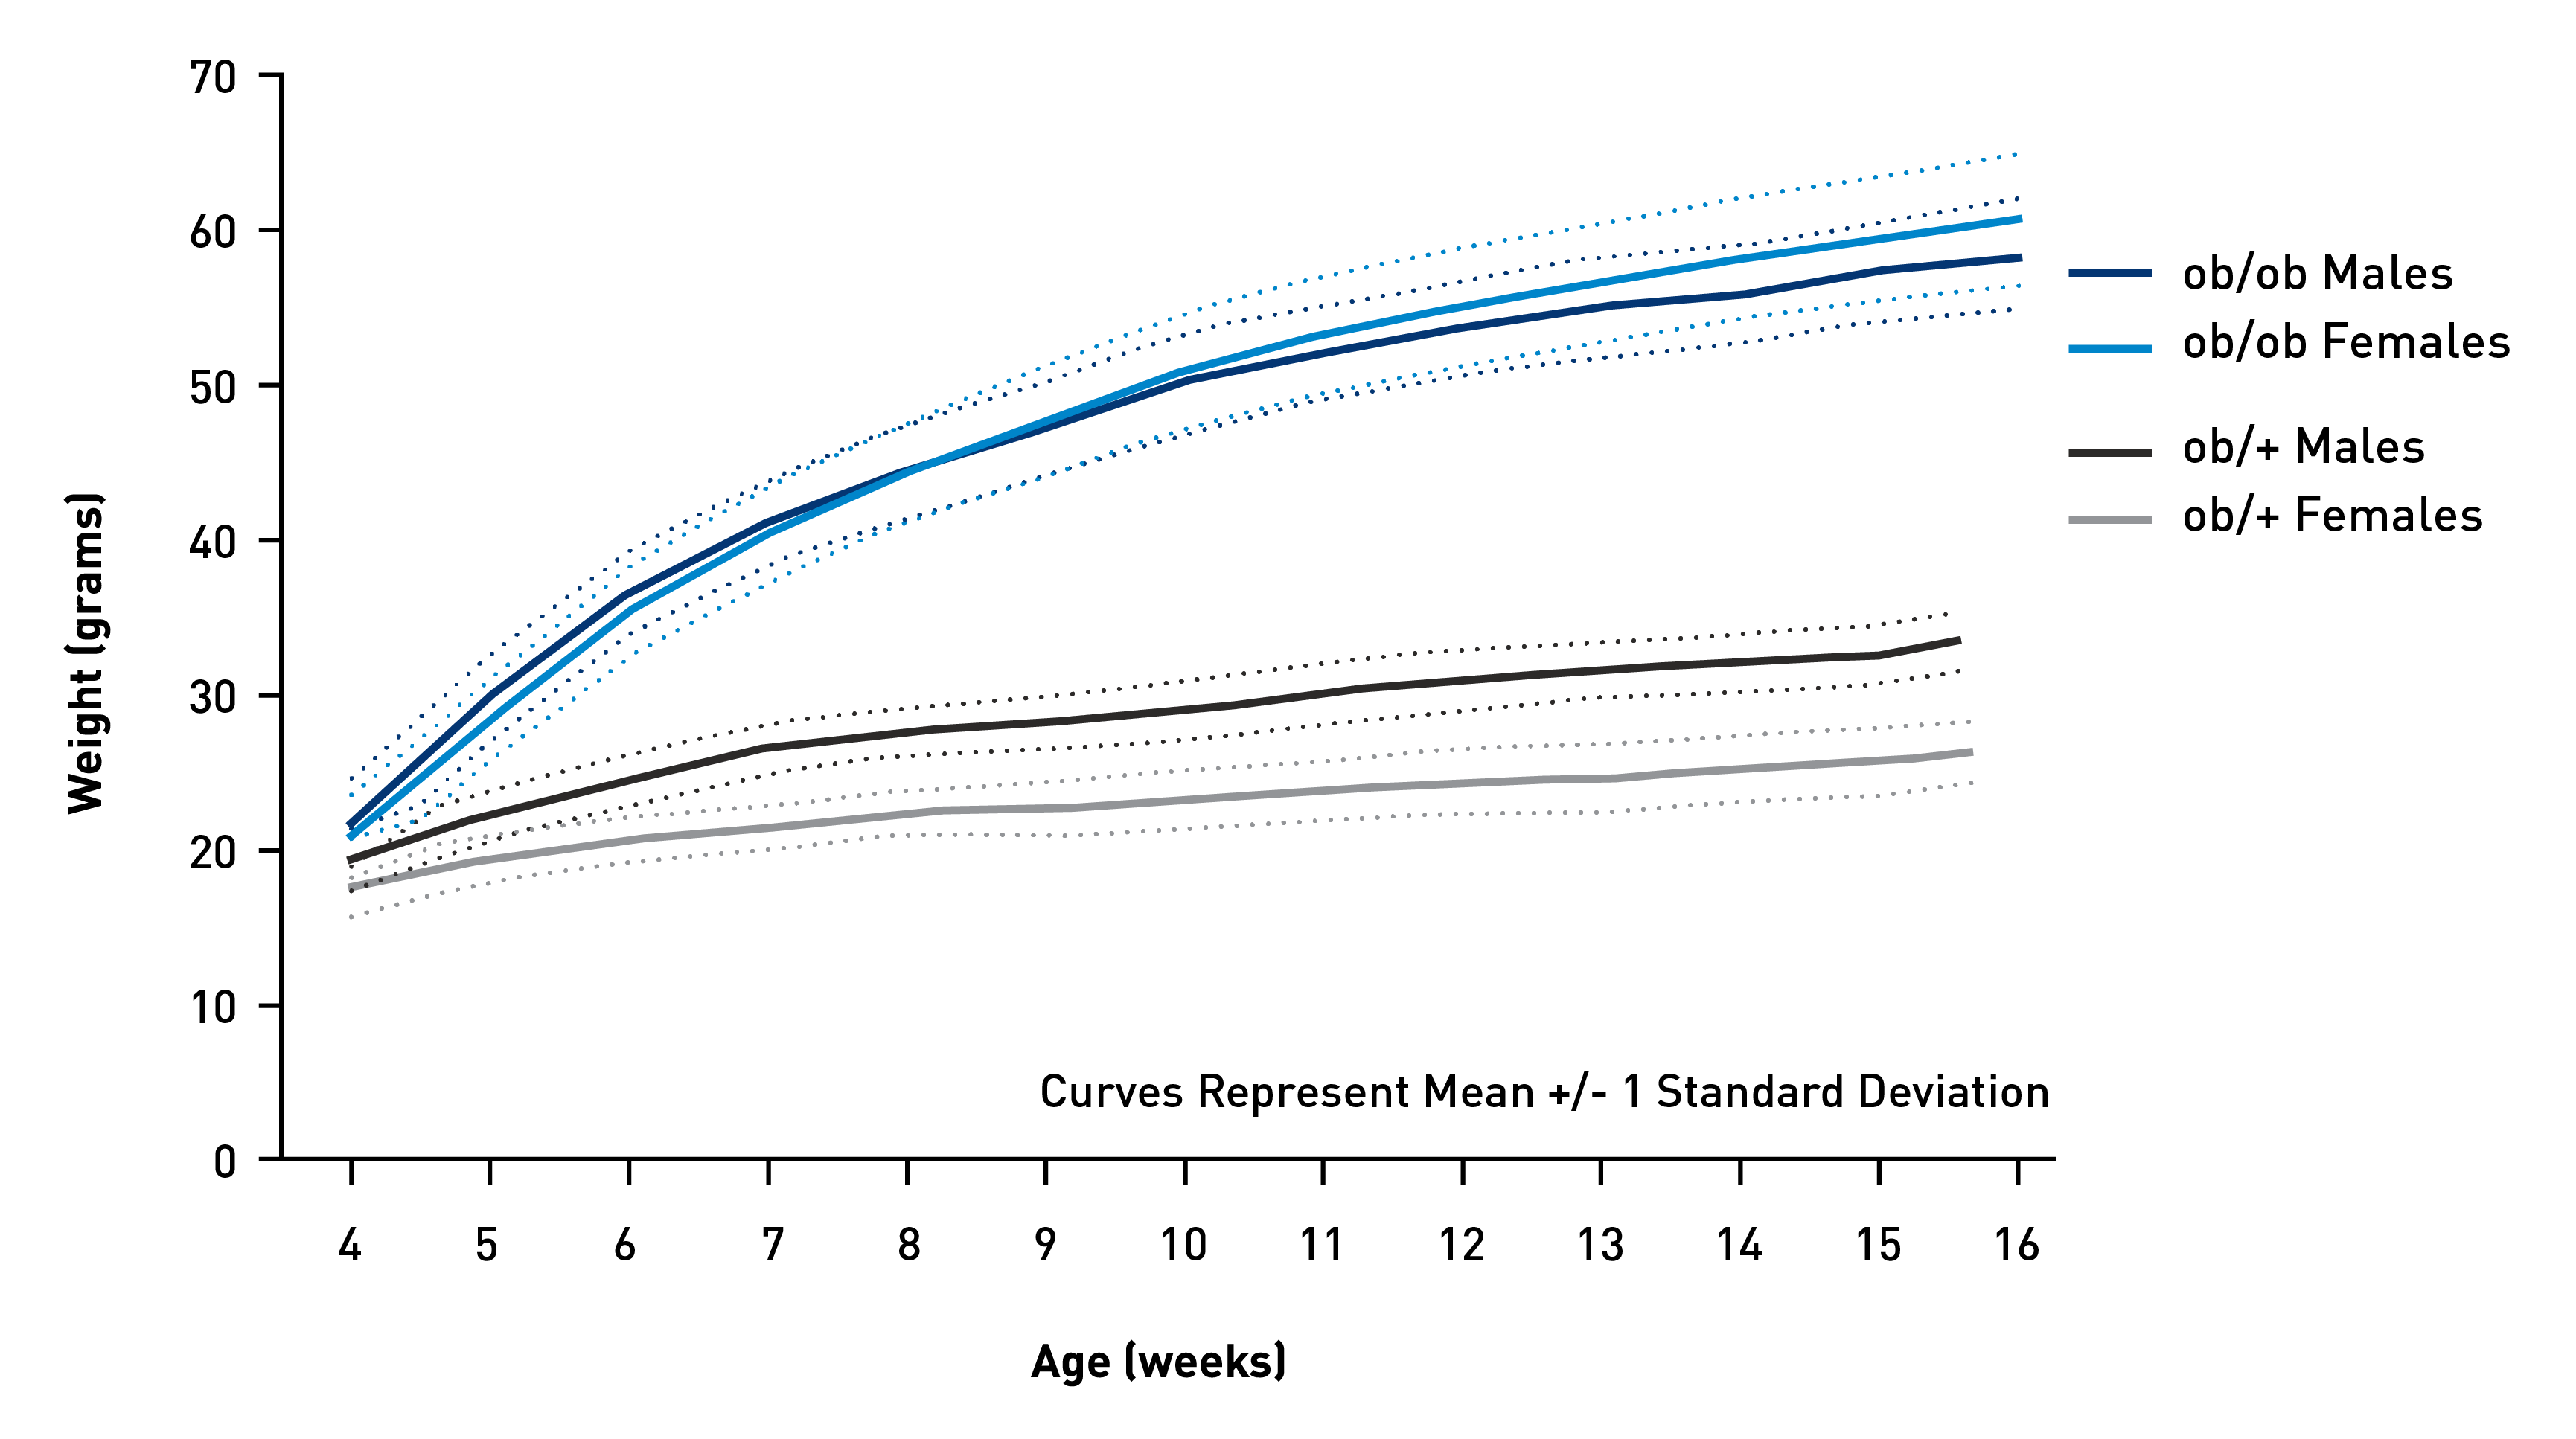 70
60
50
40
30
20
10
0
Weight (grams)
ob/ob Males
ob/ob Females
ob/+ Males
ob/+ Females
Curves Represent Mean +/- 1 Standard Deviation
4 5 6 7 8 9 10 11 12 13 14 15 16
Age (weeks)